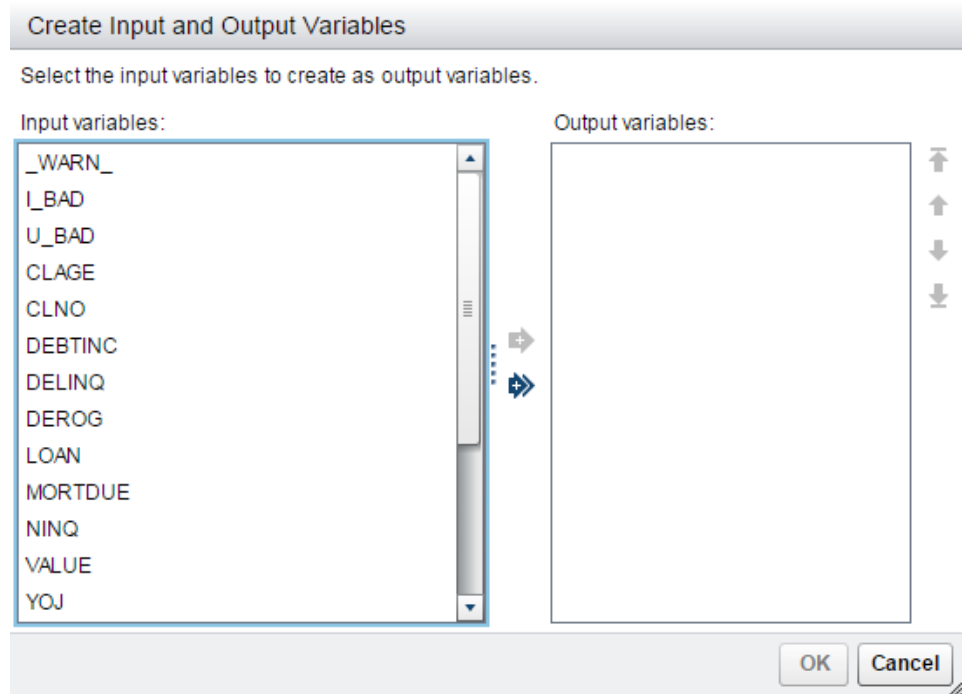 Create Input and Output Variables
Select the input variables to create as output variables.
Input variables:
_WARN_
I_BAD
U_BAD
CLAGE
CLNO
DEBTINC
DELINQ
DEROG
LOAN
MORTDUE
NINQ
VALUE
YOJ
Output variables:
OK
Cancel